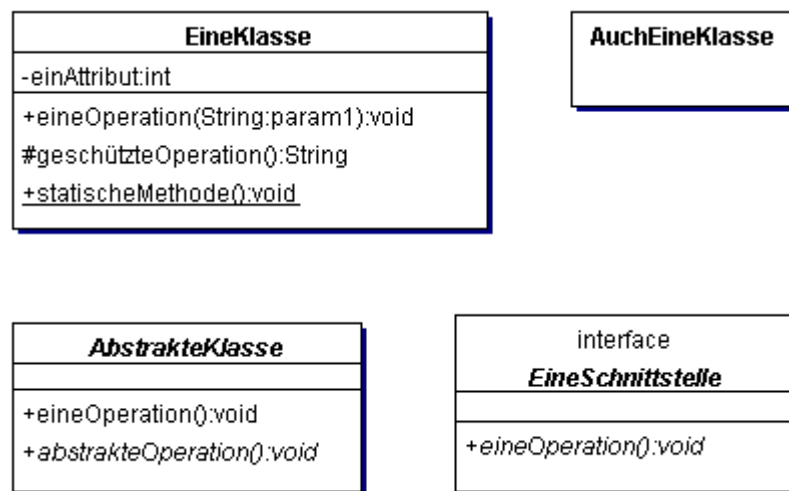 EineKlasse
-einAttribut:int
+eineOperation(String:param1):void
#geschützteOperation():String
+statischeMethode():void
AuchEineKlasse
AbstrakteKlasse
+eineOperation():void
+abstrakteOperation():void
interface
EineSchnittstelle
+eineOperation():void